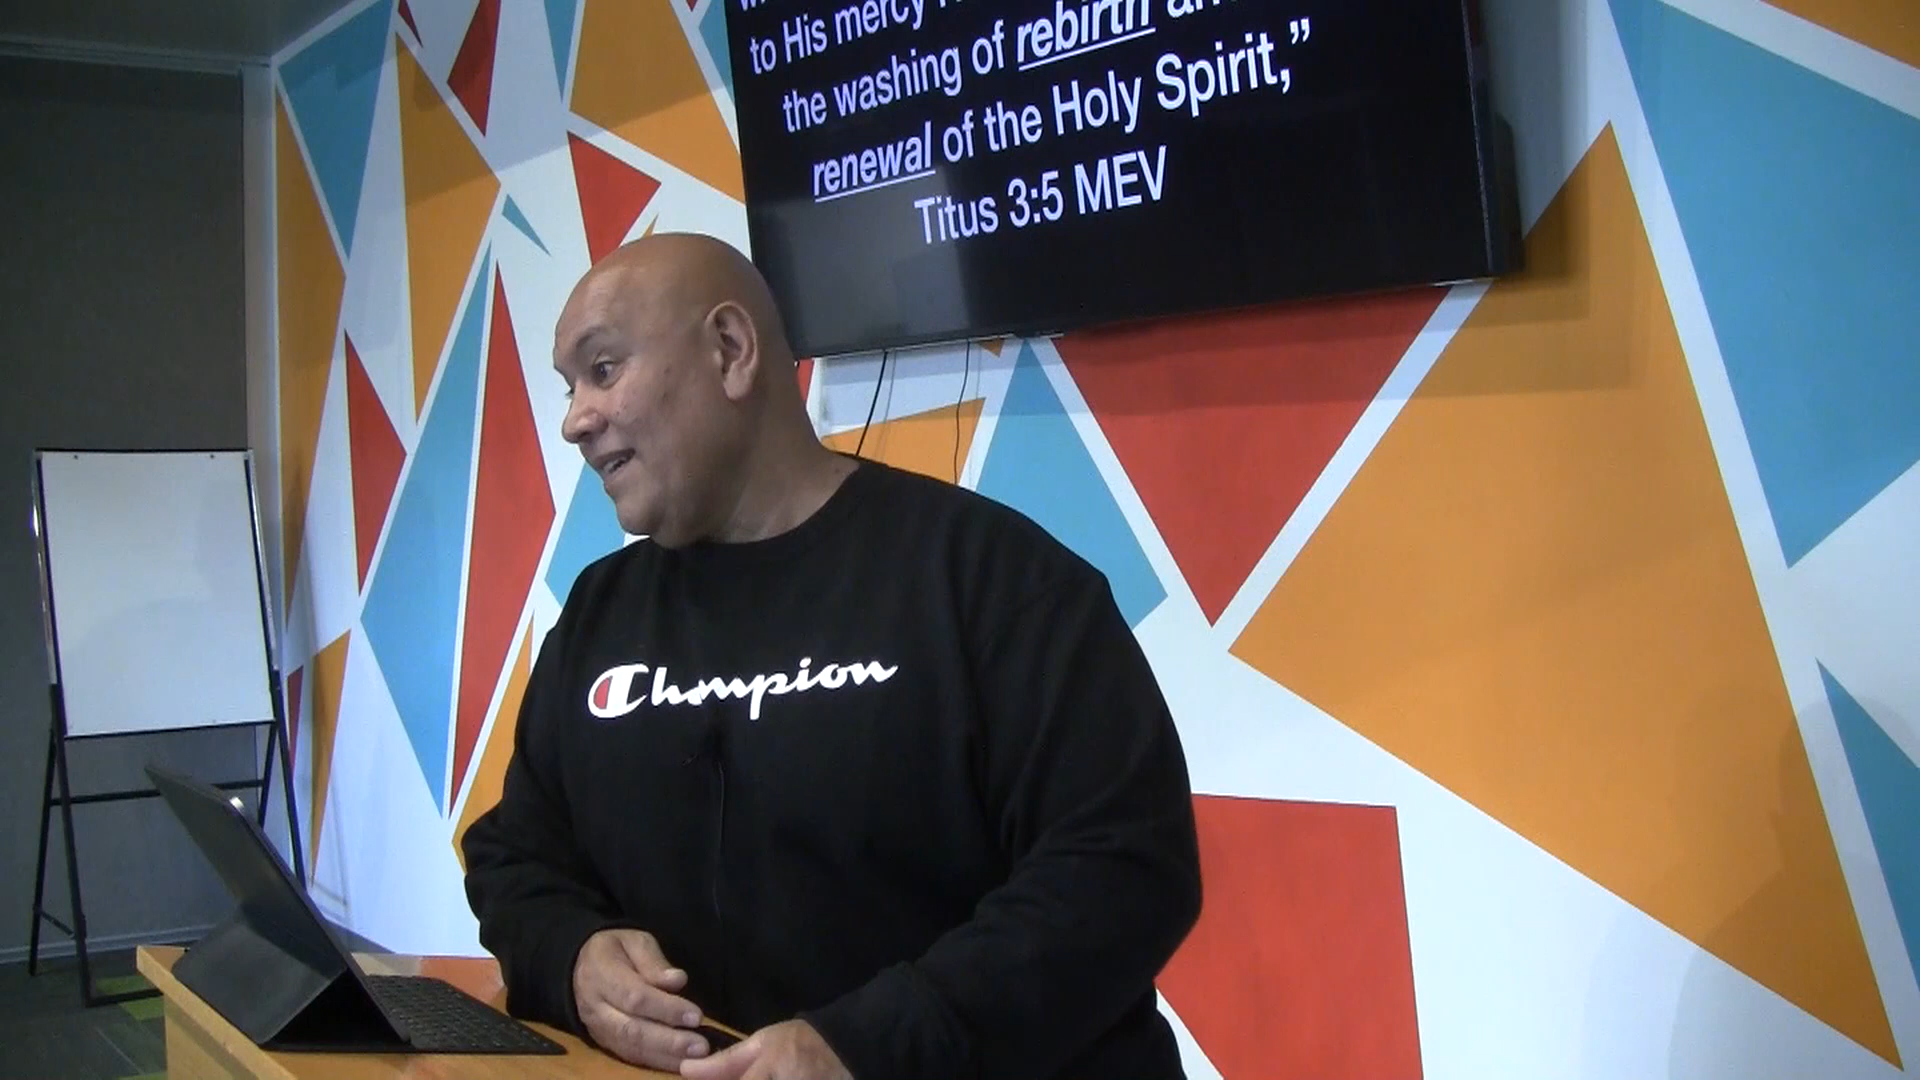 to His mercy
the washing of rebirth
renewal of the Holy Spirit,”
Titus 3:5 MEV
Champion